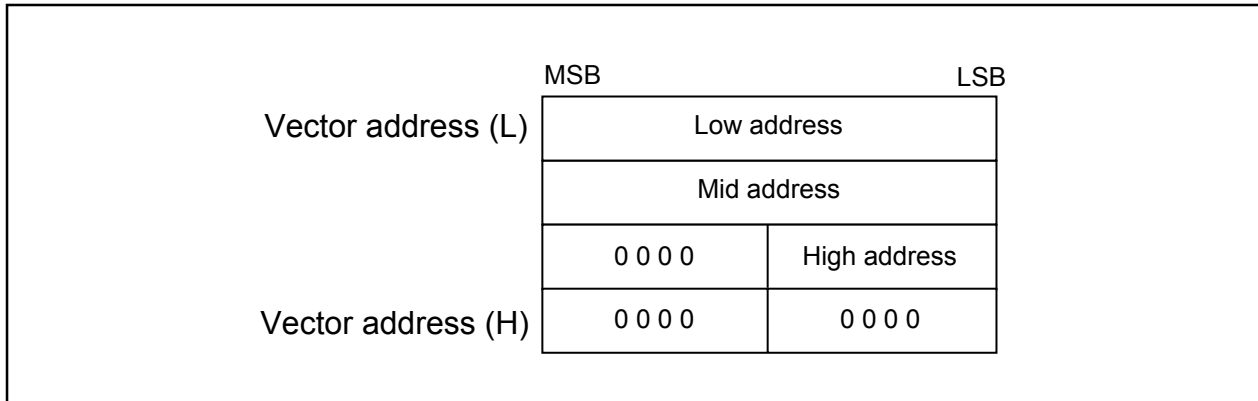 MSB LSB
Vector address (L) Low address
Mid address
0 0 0 0 High address
Vector address (H) 0 0 0 0 0 0 0 0